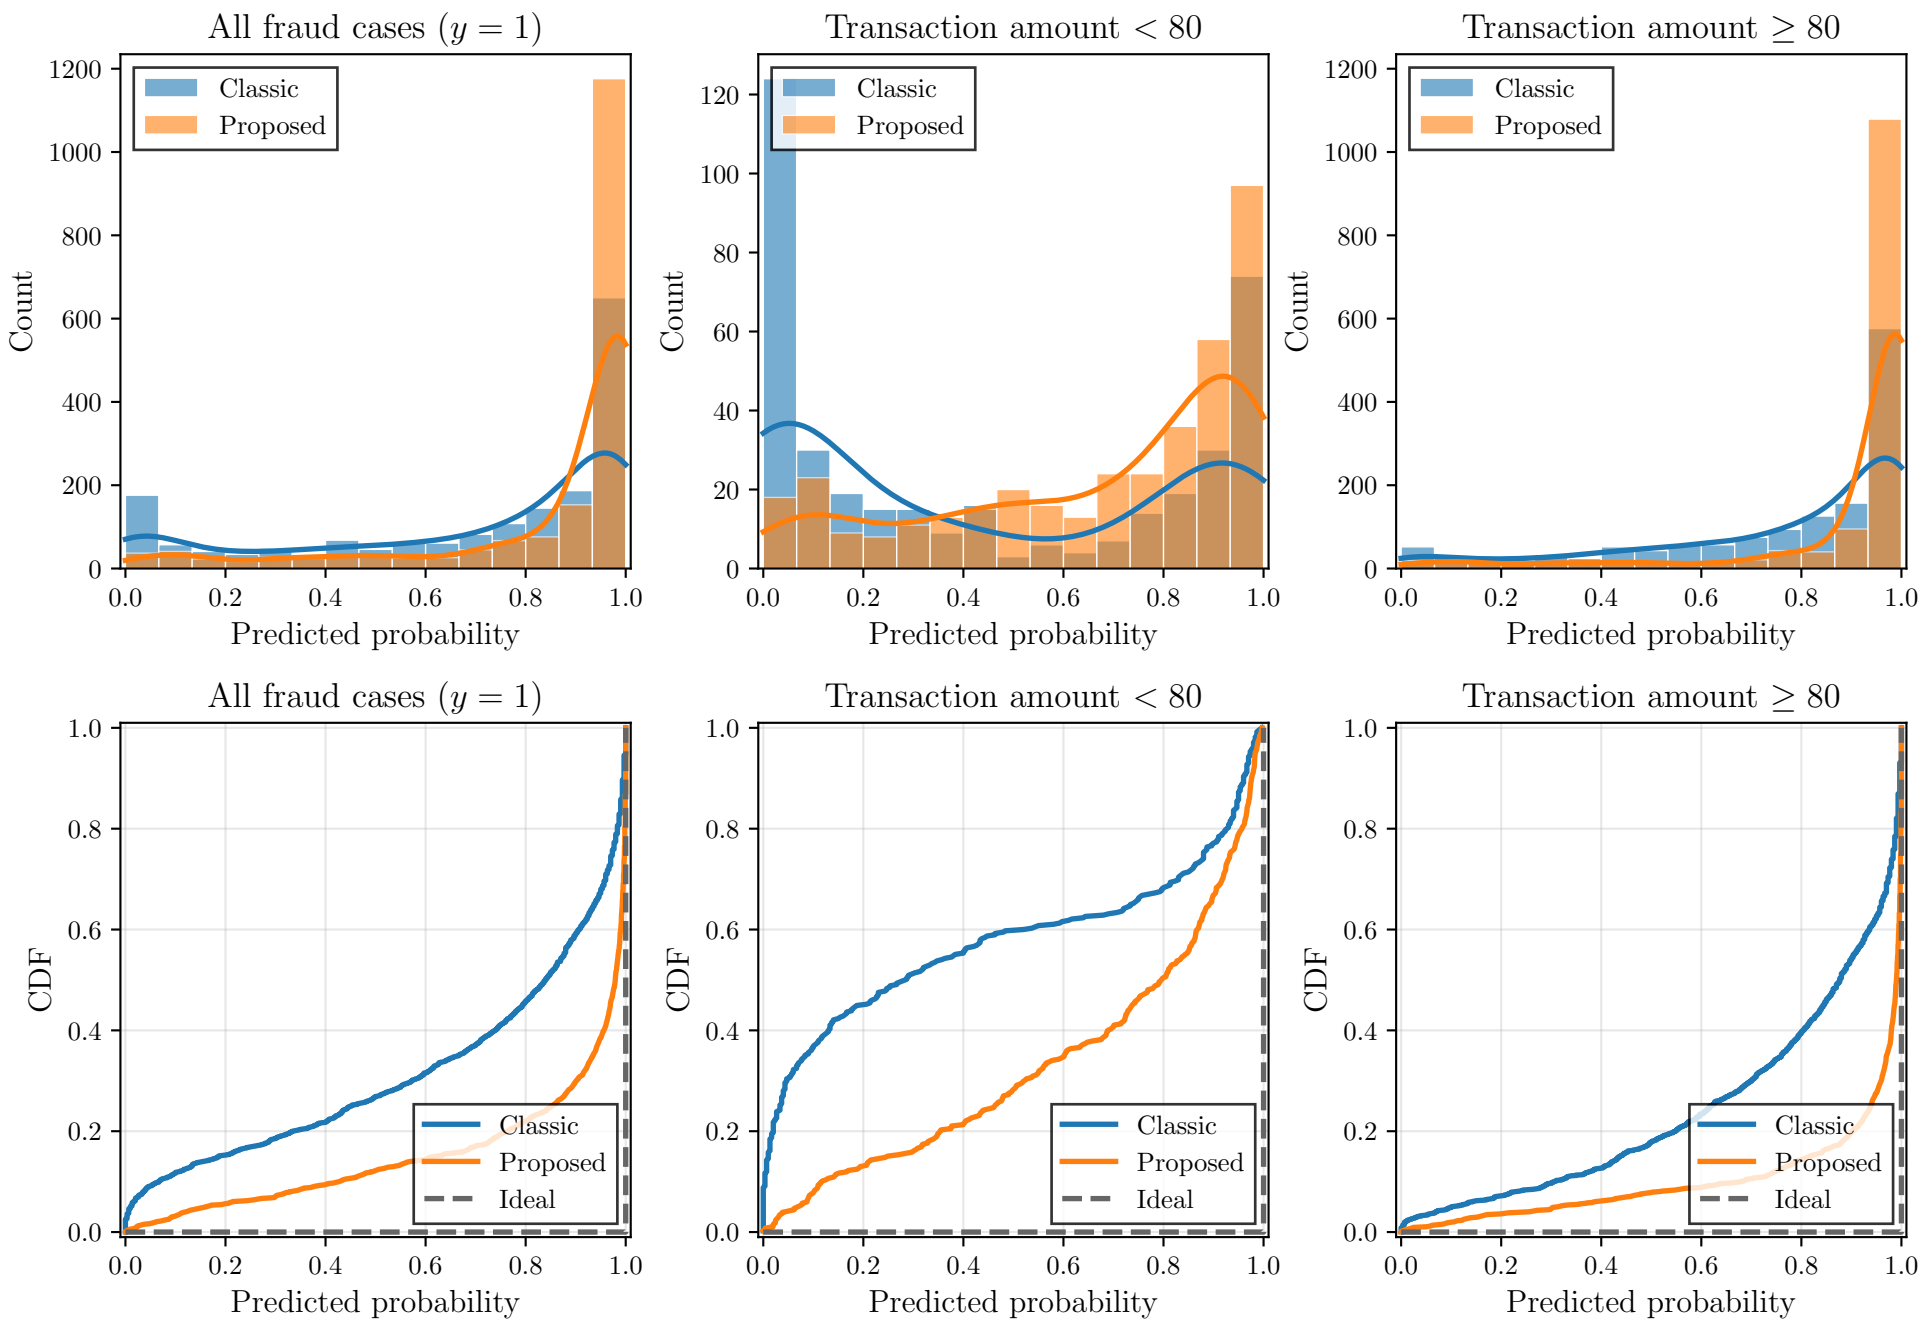 All fraud cases (y = 1)
Count
1200
1000
800
600
400
200
0
Classic
Proposed
0.0 0.2 0.4 0.6 0.8 1.0
Predicted probability
Transaction amount < 80
Count
120
100
80
60
40
20
0
Classic
Proposed
0.0 0.2 0.4 0.6 0.8 1.0
Predicted probability
Transaction amount ≥ 80
Count
1200
1000
800
600
400
200
0
Classic
Proposed
0.0 0.2 0.4 0.6 0.8 1.0
Predicted probability
All fraud cases (y = 1)
CDF
1.0
0.8
0.6
0.4
0.2
0.0
Classic
Proposed
Ideal
0.0 0.2 0.4 0.6 0.8 1.0
Predicted probability
Transaction amount < 80
CDF
1.0
0.8
0.6
0.4
0.2
0.0
Classic
Proposed
Ideal
0.0 0.2 0.4 0.6 0.8 1.0
Predicted probability
Transaction amount ≥ 80
CDF
1.0
0.8
0.6
0.4
0.2
0.0
Classic
Proposed
Ideal
0.0 0.2 0.4 0.6 0.8 1.0
Predicted probability